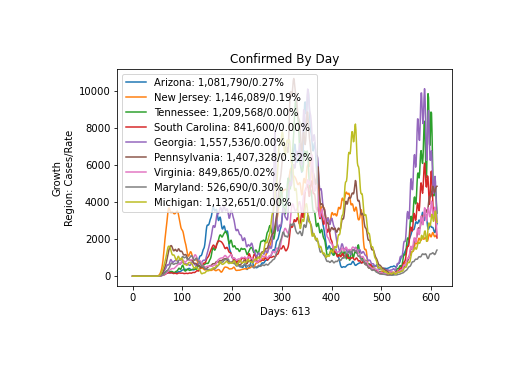 Confirmed By Day
Growth
Region: Cases/Rate
10000
8000
6000
4000
2000
0
Arizona: 1,081,790/0.27%
New Jersey: 1,146,089/0.19%
Tennessee: 1,209,568/0.00%
South Carolina: 841,600/0.00%
Georgia: 1,557,536/0.00%
Pennsylvania: 1,407,328/0.32%
Virginia: 849,865/0.02%
Maryland: 526,690/0.30%
Michigan: 1,132,651/0.00%
0 100 200 300 400 500 600
Days: 613